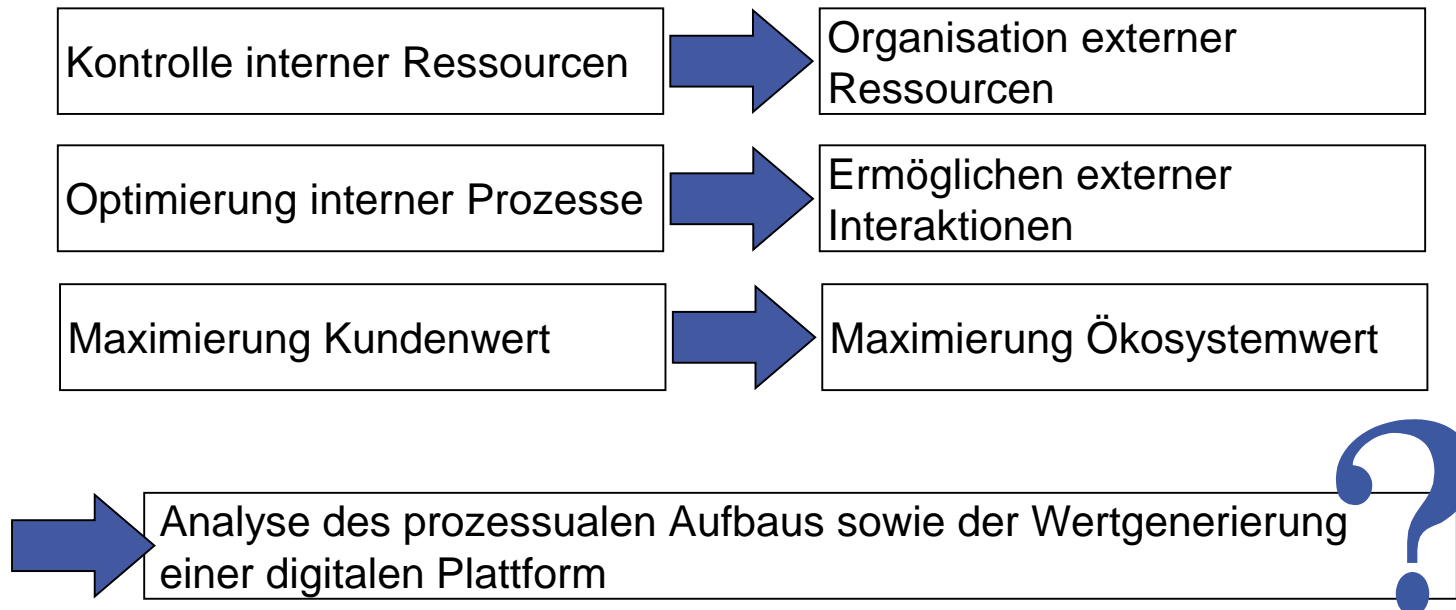 Kontrolle interner Ressourcen
Organisation externer
Ressourcen
Optimierung interner Prozesse
Ermöglichen externer
Interaktionen
Maximierung Kundenwert
Maximierung Ökosystemwert
?
Analyse des prozessualen Aufbaus sowie der Wertgenerierung
einer digitalen Plattform